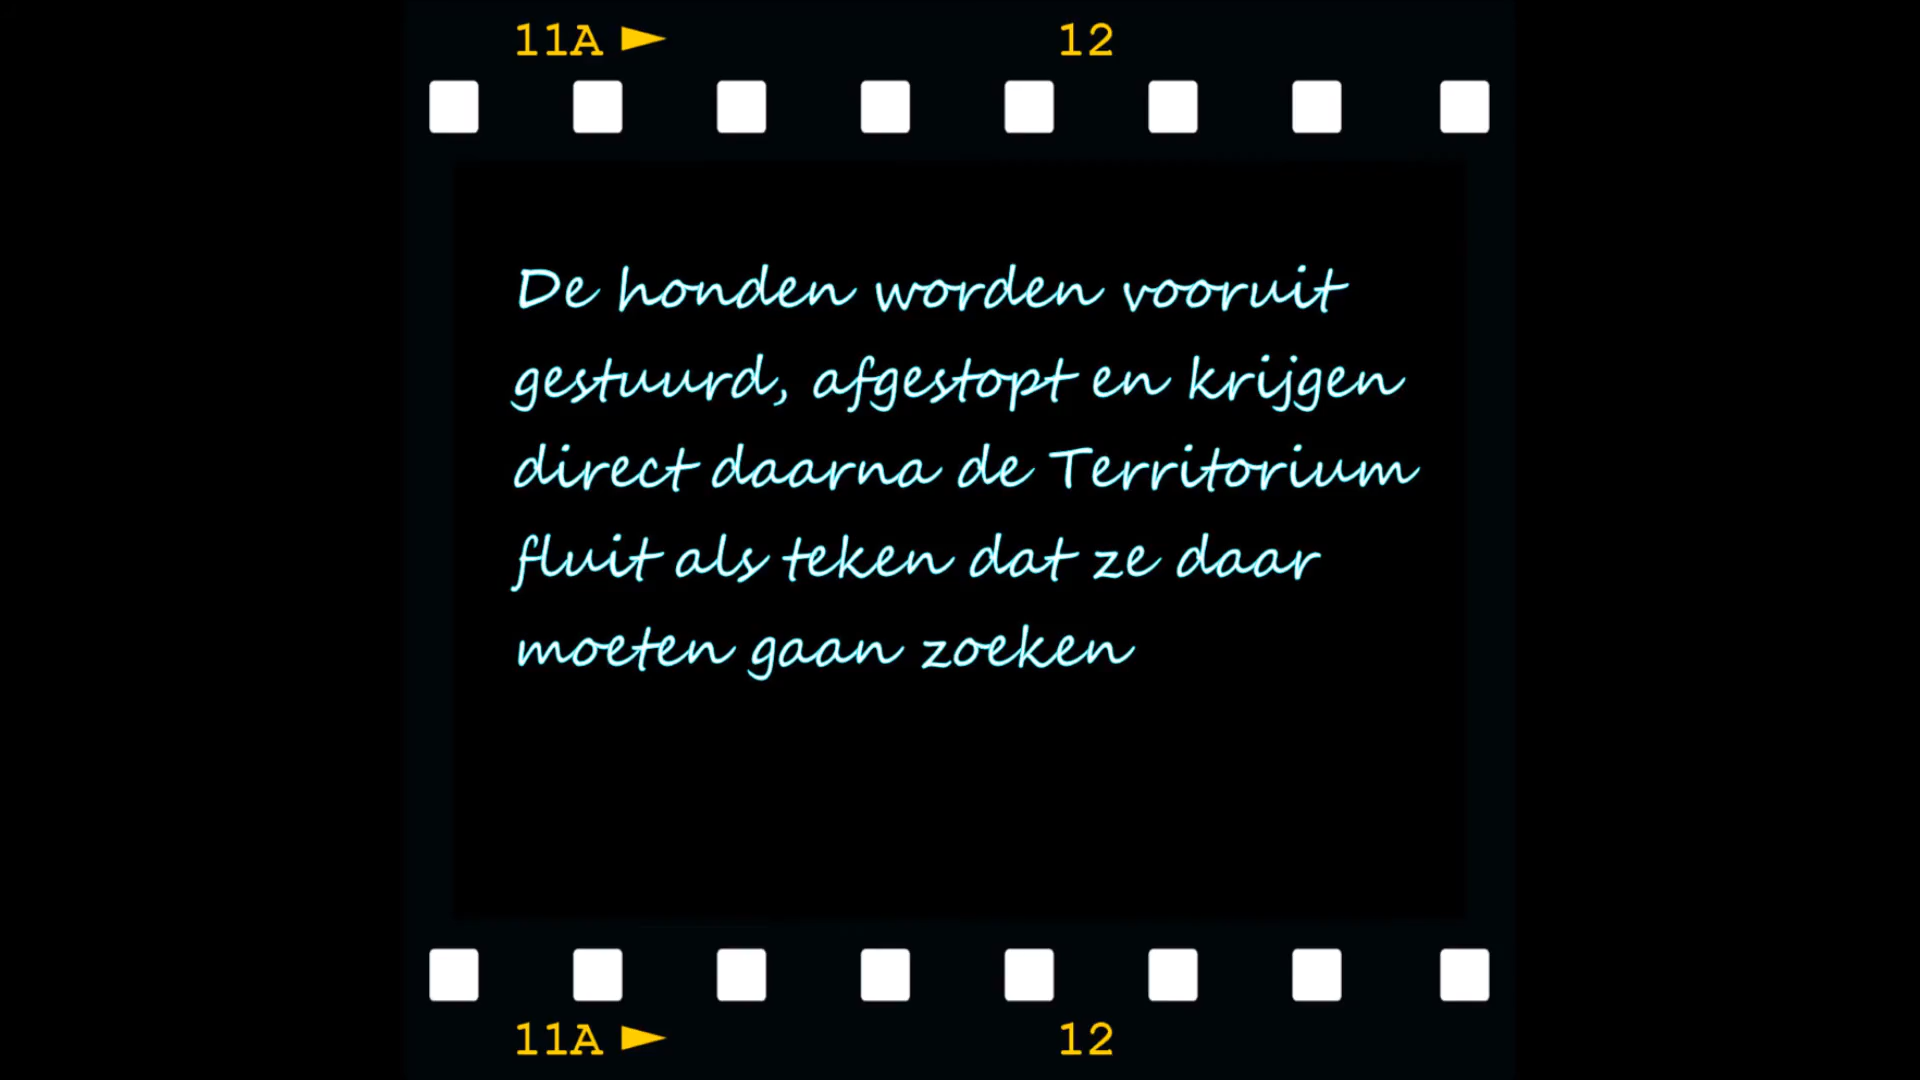 11A ► 12
De honden worden vooruit
gestuurd, afgestopt en krijgen
direct daarna de Territorium
fluit als teken dat ze daar
moeten gaan zoeken
11A ► 12